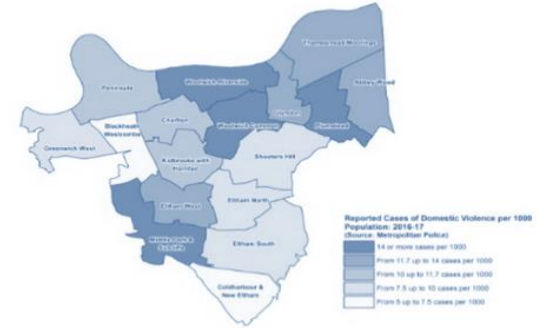 Thamesmead Moorings
Woolwich Riverside
Abbey Wood
Peninsula
Glyndon
Charlton
Blackheath
Westcombe
Woolwich Common
Plumstead
Greenwich West
Kidbrooke with
Hornfair
Shooters Hill
Eltham West
Eltham North
Middle Park &
Sutcliffe
Eltham South
Coldharbour &
New Eltham
Reported Cases of Domestic Violence per 1000
Population: 2016-17
(Source: Metropolitan Police)
14 or more cases per 1000
From 11.7 up to 14 cases per 1000
From 10 up to 11.7 cases per 1000
From 7.5 up to 10 cases per 1000
From 5 up to 7.5 cases per 1000